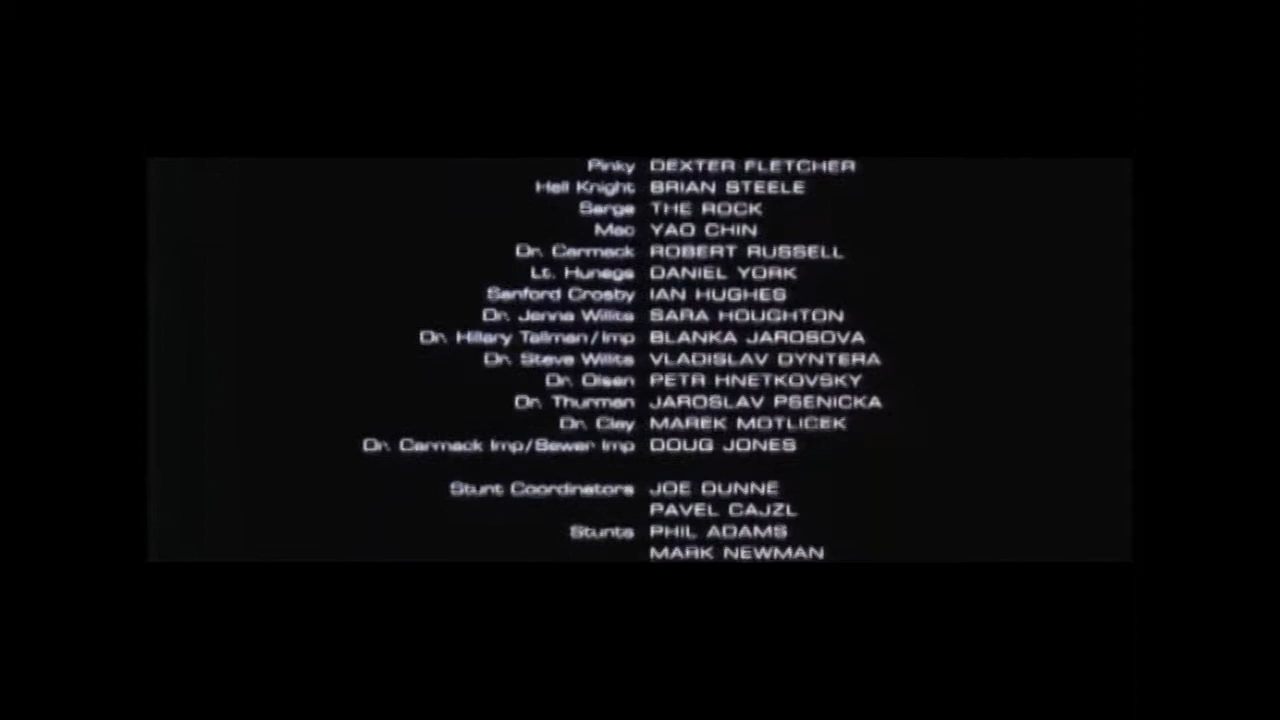 Pinky DEXTER FLETCHER
Hell Knight BRIAN STEELE
Sarge THE ROCK
Mac YAO CHIN
Dr. Carmack ROBERT RUSSELL
Lt. Hunegs DANIEL YORK
Sanford Crosby IAN HUGHES
Dr. Jenna Willits SARA HOUGHTON
Dr. Hillary Tallman/Imp BLANKA JAROSOVA
Dr. Steve Willits VLADISLAV DYNTERA
Dr. Olsen PETR HNETKOVSKY
Dr. Thurman JAROSLAV PSENICKA
Dr. Clay MAREK MOTLICEK
Dr. Carmack Imp/Sewer Imp DOUG JONES
Stunt Coordinators JOE DUNNE
PAVEL CAJZL
Stunts PHIL ADAMS
MARK NEWMAN